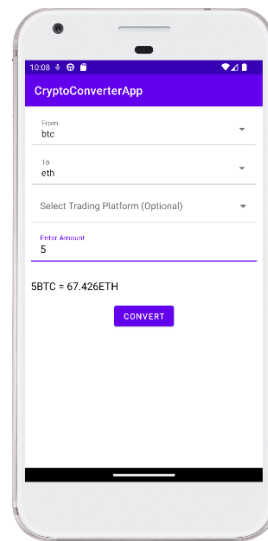 10:08
CryptoConverterApp
From
btc
To
eth
Select Trading Platform (Optional)
Enter Amount
5
5BTC = 67.426ETH
CONVERT